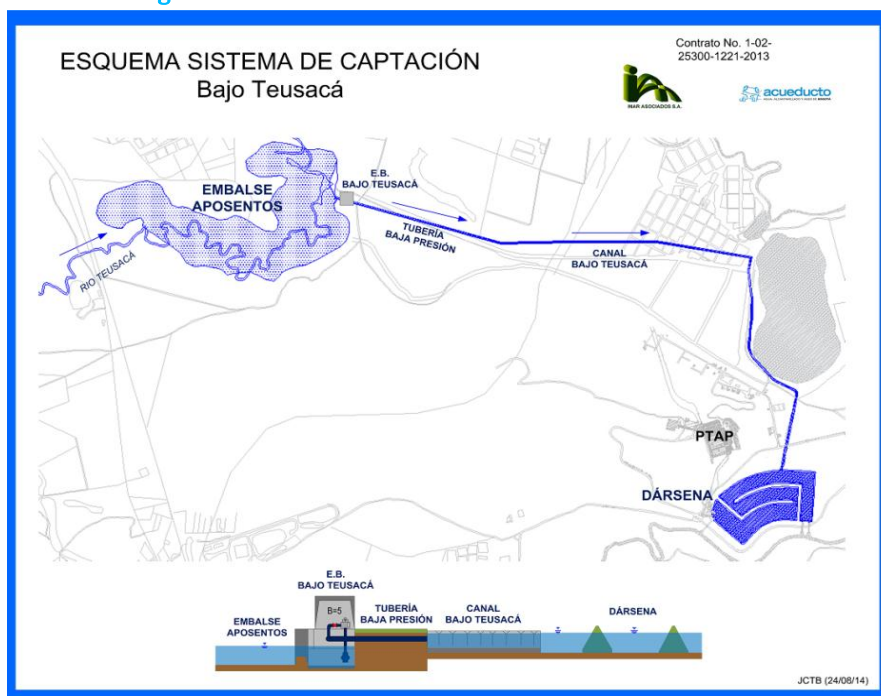 ESQUEMA SISTEMA DE CAPTACIÓN
Bajo Teusacá
Contrato No. 1-02-
25300-1221-2013
INAR ASOCIADOS S.A.
acueducto
E.B.
BAJO TEUSACÁ
EMBALSE
APOSENTOS
TUBERÍA
BAJA PRESIÓN
CANAL
BAJO TEUSACÁ
RIO TEUSACÁ
PTAP
DÁRSENA
E.B.
BAJO TEUSACÁ
B=5
EMBALSE
APOSENTOS
TUBERÍA
BAJA PRESIÓN
CANAL
BAJO TEUSACÁ
DÁRSENA
JCTB (24/08/14)